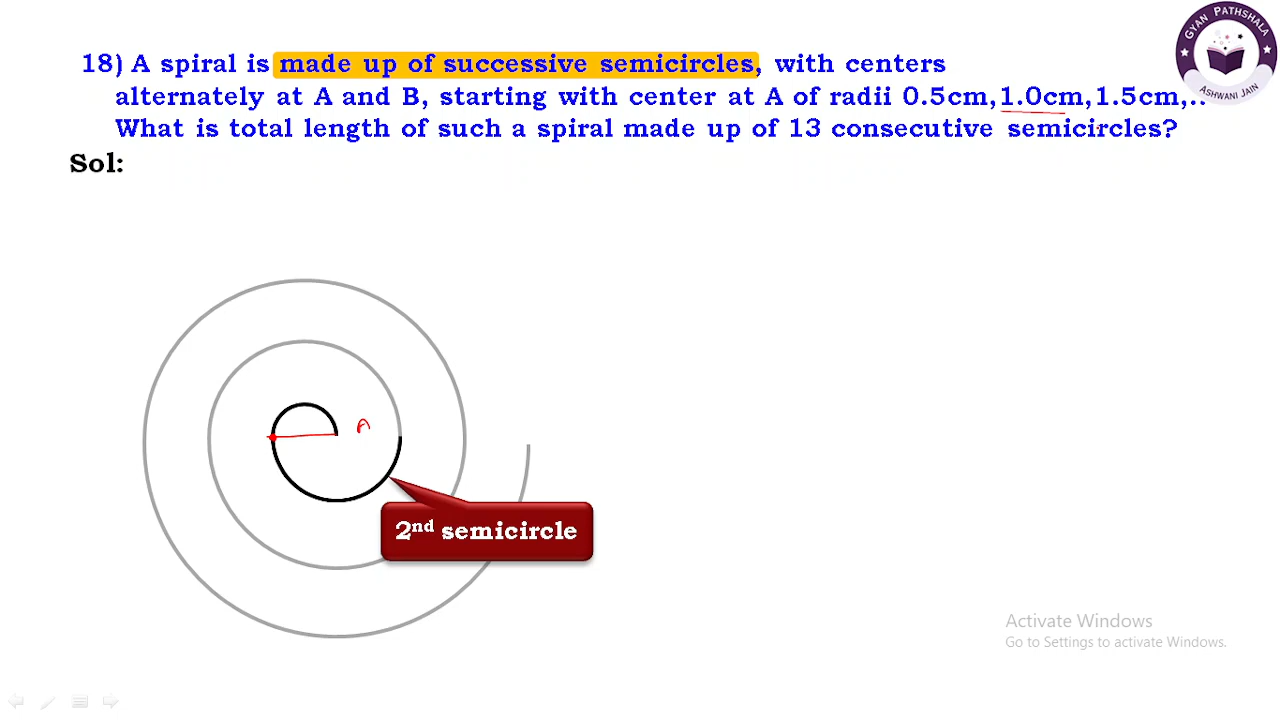 GYAN PATHSHALA
ASHWANI JAIN
18) A spiral is made up of successive semicircles, with centers
alternately at A and B, starting with center at A of radii 0.5cm,1.0cm,1.5cm,..
What is total length of such a spiral made up of 13 consecutive semicircles?
Sol:
A
2nd semicircle
Activate Windows
Go to Settings to activate Windows.